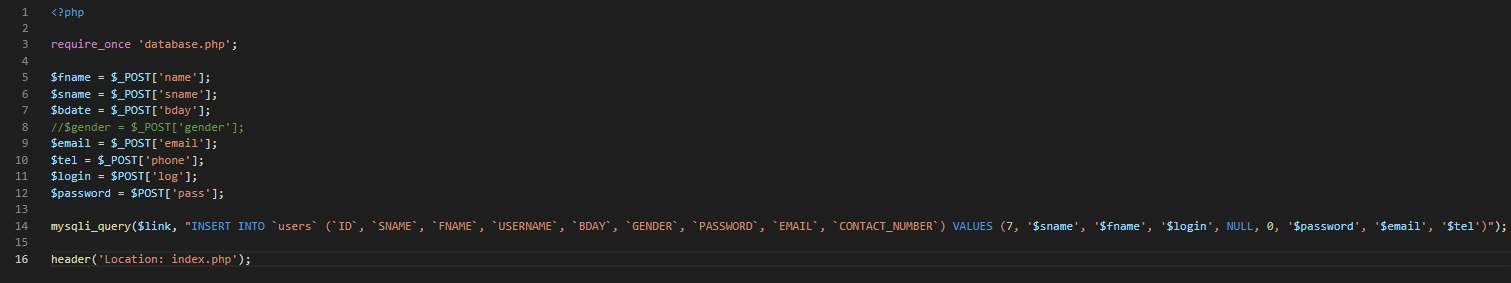 1 <?php
2
3 require_once 'database.php';
4
5 $fname = $_POST['name'];
6 $sname = $_POST['sname'];
7 $bdate = $_POST['bday'];
8 //$gender = $_POST['gender'];
9 $email = $_POST['email'];
10 $tel = $_POST['phone'];
11 $login = $POST['log'];
12 $password = $POST['pass'];
13
14 mysqli_query($link, "INSERT INTO `users` (`ID`, `SNAME`, `FNAME`, `USERNAME`, `BDAY`, `GENDER`, `PASSWORD`, `EMAIL`, `CONTACT_NUMBER`) VALUES (7, '$sname', '$fname', '$login', NULL, 0, '$password', '$email', '$tel')");
15
16 header('Location: index.php');